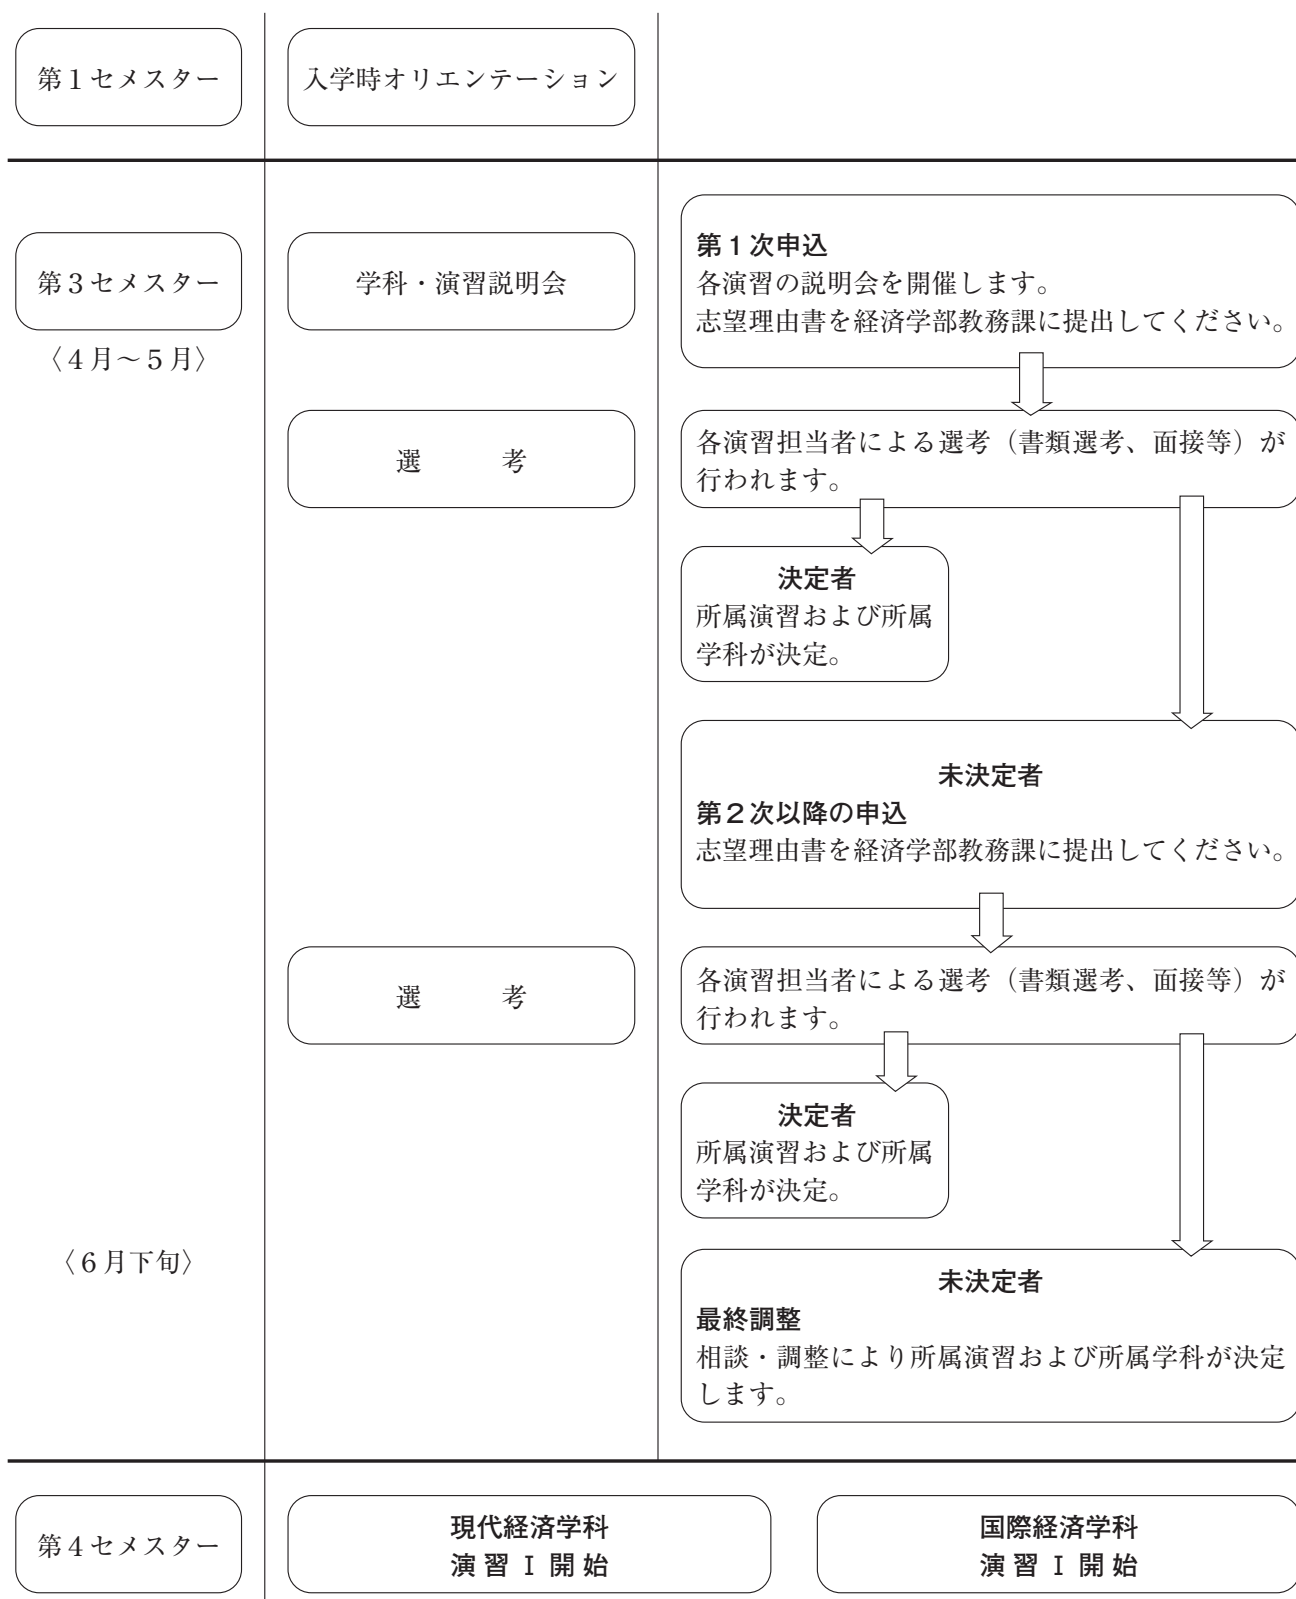 第１セメスター
入学時オリエンテーション
第３セメスター
〈４月～５月〉
学科・演習説明会
第１次申込
各演習の説明会を開催します。
志望理由書を経済学部教務課に提出してください。
選　　　考
各演習担当者による選考（書類選考、面接等）が
行われます。
決定者
所属演習および所属
学科が決定。
未決定者
第２次以降の申込
志望理由書を経済学部教務課に提出してください。
選　　　考
各演習担当者による選考（書類選考、面接等）が
行われます。
決定者
所属演習および所属
学科が決定。
〈６月下旬〉
未決定者
最終調整
相談・調整により所属演習および所属学科が決定
します。
第４セメスター
現代経済学科
演 習 Ⅰ 開 始
国際経済学科
演 習 Ⅰ 開 始